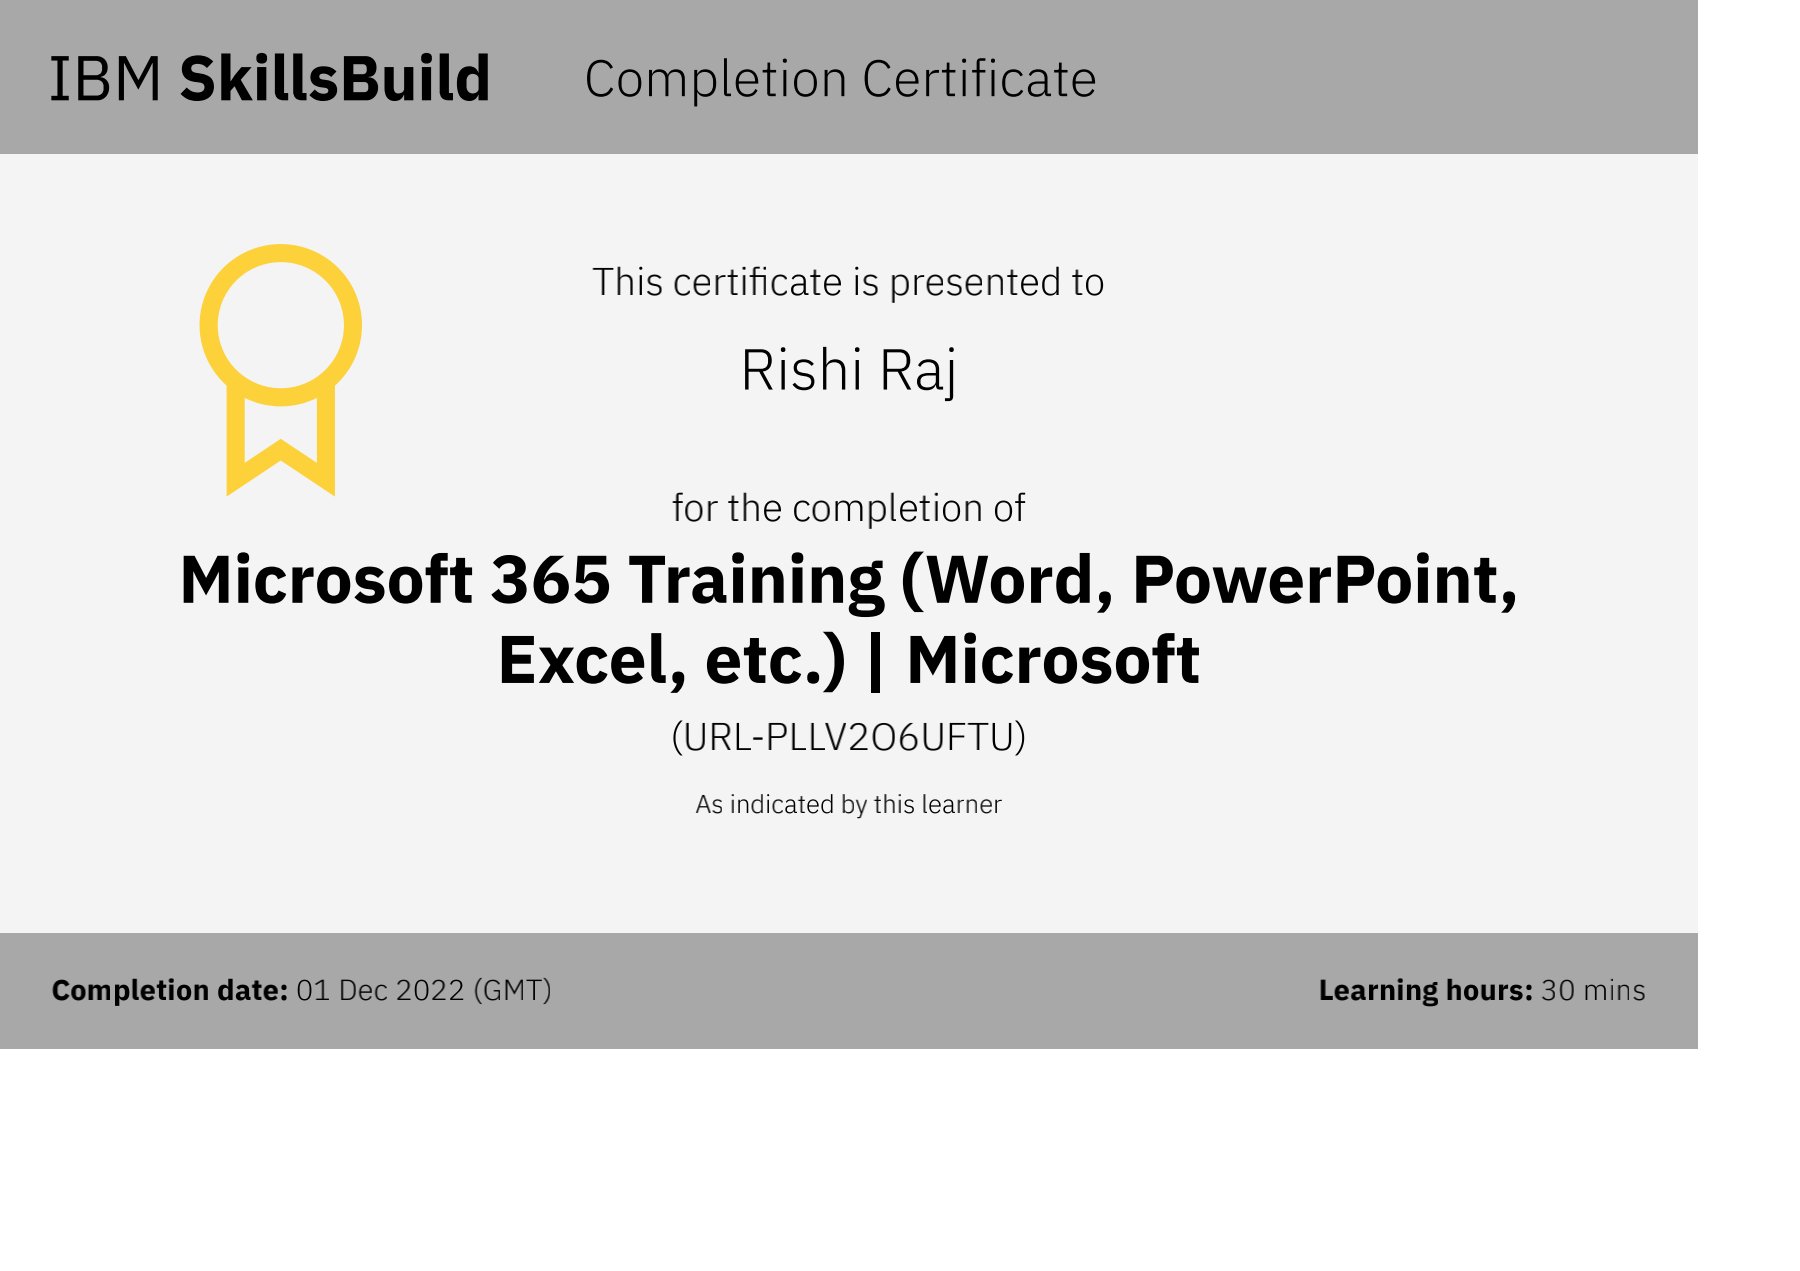 IBM SkillsBuild Completion Certificate
This certificate is presented to
Rishi Raj
for the completion of
Microsoft 365 Training (Word, PowerPoint,
Excel, etc.) | Microsoft
(URL-PLLV2O6UFTU)
As indicated by this learner
Completion date: 01 Dec 2022 (GMT) Learning hours: 30 mins